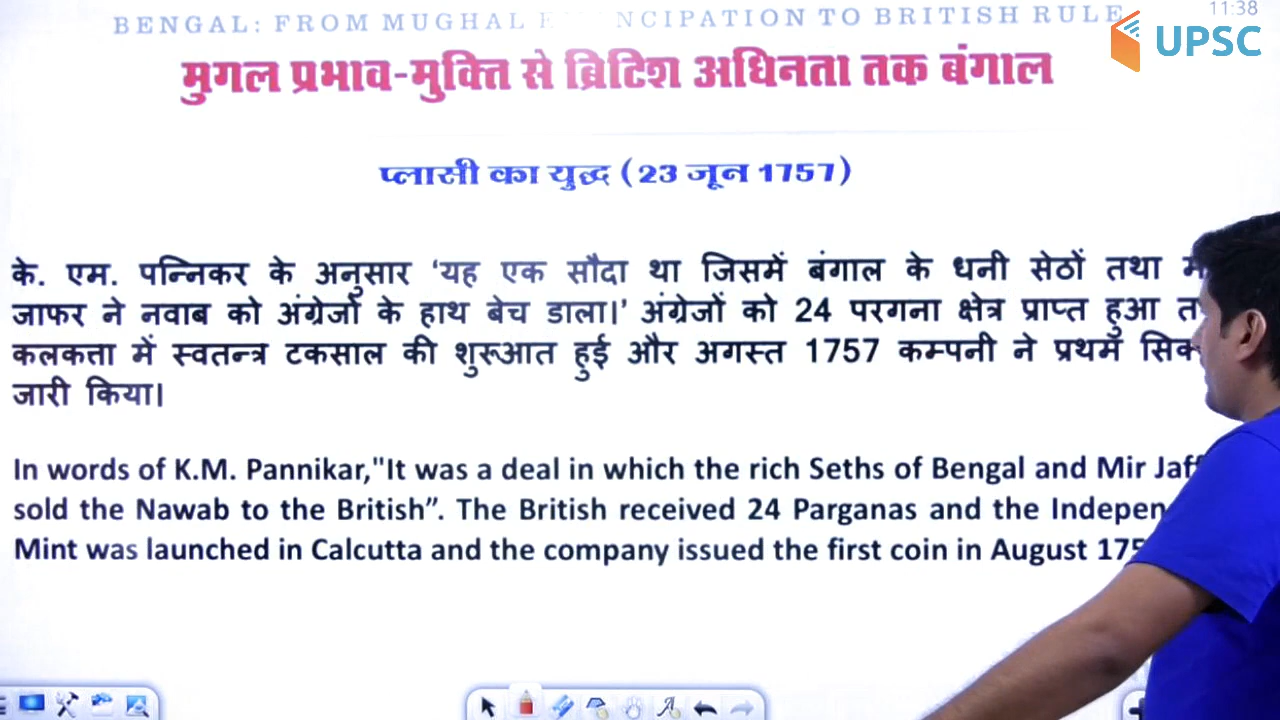 BENGAL: FROM MUGHAL TO BRITISH RULE
11:38
UPSC
मुगल प्रभाव-मुक्ति से ब्रिटिश अधिनता तक बंगाल
प्लासी का युद्ध (23 जून 1757)
के. एम. पन्निकर के अनुसार ‘यह एक सौदा था जिसमें बंगाल के धनी सेठों तथा
जाफर ने नवाब को अंग्रेजों के हाथ बेच डाला।’ अंग्रेजों को 24 परगना क्षेत्र प्राप्त हुआ
कलकत्ता में स्वतन्त्र टकसाल की शुरूआत हुई और अगस्त 1757 कम्पनी ने प्रथम
जारी किया।
In words of K.M. Pannikar,"It was a deal in which the rich Seths of Bengal and Mir
sold the Nawab to the British”. The British received 24 Parganas and the
Mint was launched in Calcutta and the company issued the first coin in August